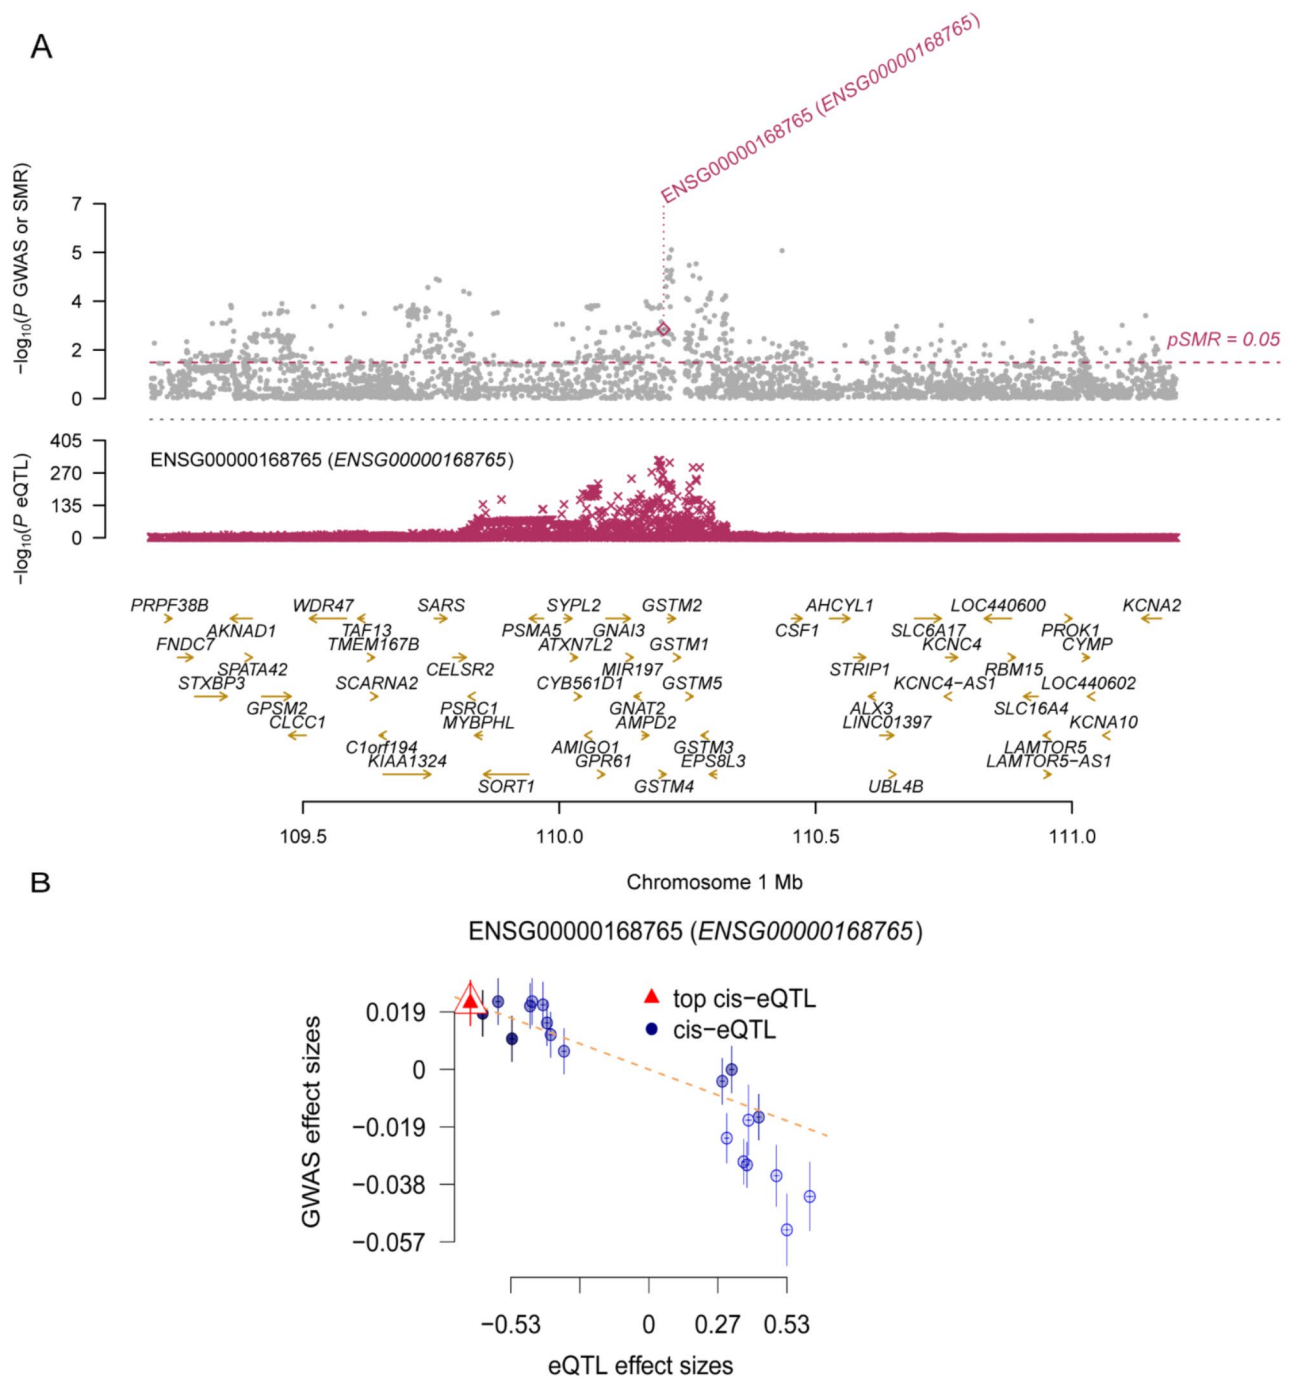 A
ENSG00000168765 (ENSG00000168765)
−log10(P GWAS or SMR)
7
5
4
2
0
pSMR = 0.05
−log10(P eQTL)
405
270
135
0
ENSG00000168765 (ENSG00000168765)
PRPF38B WDR47 SARS SYPL2 GSTM2 AHCYL1 LOC440600 KCNA2
AKNAD1 TAF13 PSMA5 GNAI3 CSF1 SLC6A17 PROK1
FNDC7 TMEM167B ATXN7L2 GSTM1 KCNC4 CYMP
SPATA42 CELSR2 MIR197 STRIP1 RBM15
STXBP3 SCARNA2 CYB561D1 GSTM5 KCNC4−AS1 LOC440602
GPSM2 PSRC1 GNAT2 ALX3 SLC16A4
CLCC1 MYBPHL AMPD2 LINC01397 KCNA10
C1orf194 AMIGO1 GSTM3 LAMTOR5
KIAA1324 GPR61 EPS8L3 LAMTOR5−AS1
SORT1 GSTM4 UBL4B
109.5 110.0 110.5 111.0
Chromosome 1 Mb
B
ENSG00000168765 (ENSG00000168765)
top cis−eQTL
cis−eQTL
GWAS effect sizes
0.019
0
−0.019
−0.038
−0.057
−0.53 0 0.27 0.53
eQTL effect sizes